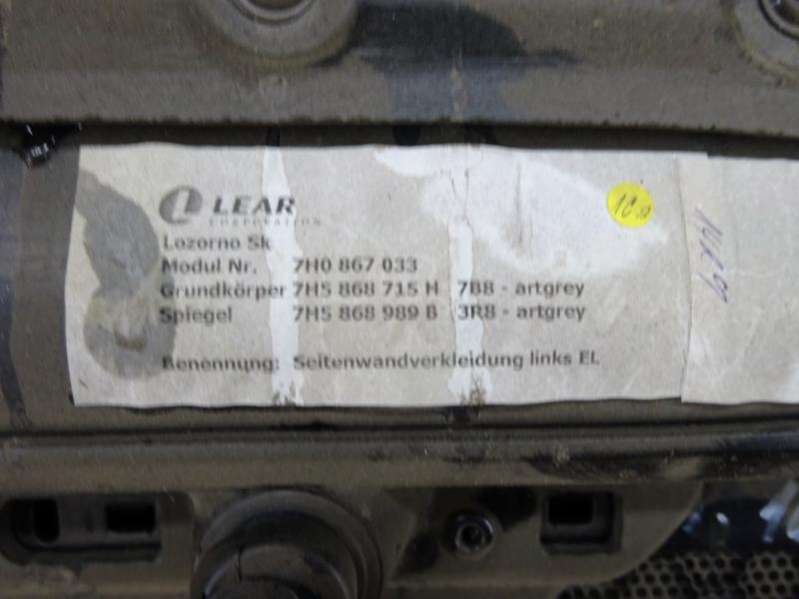 LEAR
CORPORATION
Lozorno Sk
Modul Nr. 7H0 867 033
Grundkörper 7H5 868 715 H 7B8 - artgrey
Spiegel 7H5 868 989 B 3R8 - artgrey
Benennung: Seitenwandverkleidung links EL